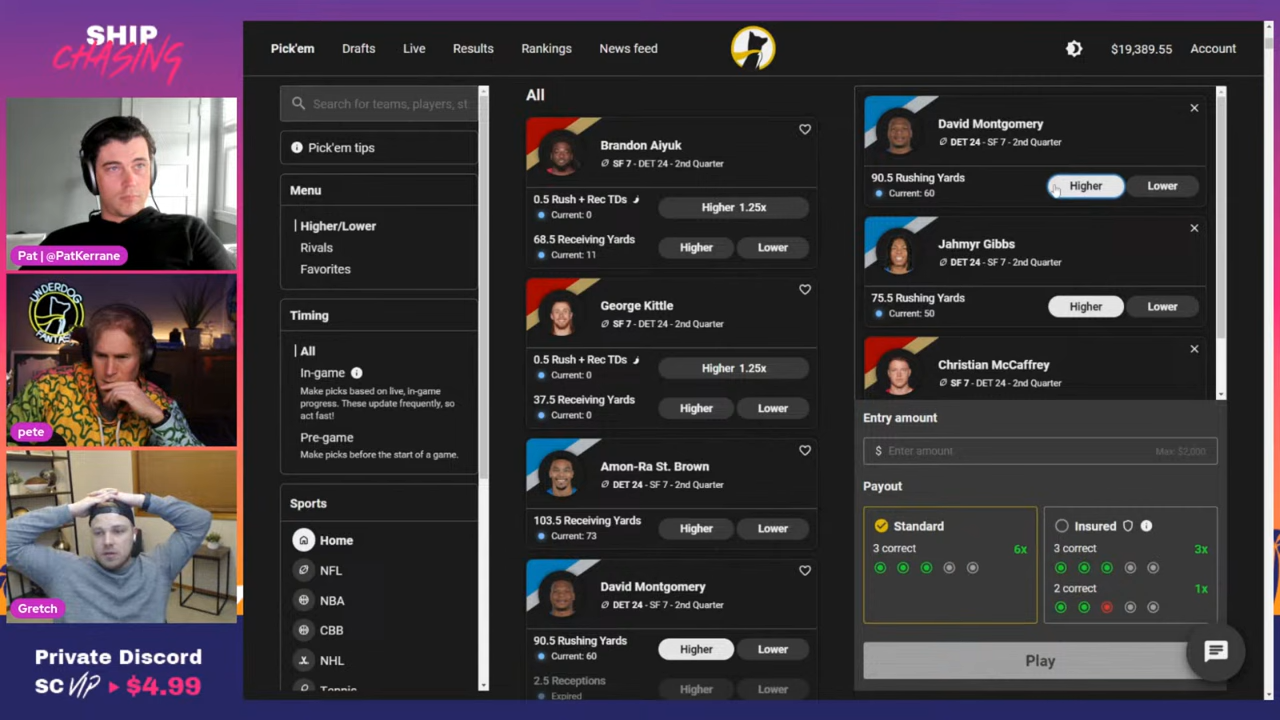 SHIP
CHASING
Pat | @PatKerrane
UNDERDOG
pete
Gretch
Private Discord
SC VIP ▸ $4.99
Pick'em
Drafts
Live
Results
Rankings
News feed
$19,389.55
Account
Search for teams, players, st
Pick'em tips
Menu
Higher/Lower
Rivals
Favorites
Timing
All
In-game
Make picks based on live, in-game
progress. These update frequently, so
act fast!
Pre-game
Make picks before the start of a game.
Sports
Home
NFL
NBA
CBB
NHL
Tennis
All
Brandon Aiyuk
SF 7 - DET 24 - 2nd Quarter
0.5 Rush + Rec TDs
Current: 0
Higher 1.25x
68.5 Receiving Yards
Current: 11
Higher
Lower
George Kittle
SF 7 - DET 24 - 2nd Quarter
0.5 Rush + Rec TDs
Current: 0
Higher 1.25x
37.5 Receiving Yards
Current: 0
Higher
Lower
Amon-Ra St. Brown
DET 24 - SF 7 - 2nd Quarter
103.5 Receiving Yards
Current: 73
Higher
Lower
David Montgomery
DET 24 - SF 7 - 2nd Quarter
90.5 Rushing Yards
Current: 60
Higher
Lower
2.5 Receptions
Expired
Higher
Lower
David Montgomery
DET 24 - SF 7 - 2nd Quarter
90.5 Rushing Yards
Current: 60
Higher
Lower
Jahmyr Gibbs
DET 24 - SF 7 - 2nd Quarter
75.5 Rushing Yards
Current: 50
Higher
Lower
Christian McCaffrey
SF 7 - DET 24 - 2nd Quarter
Entry amount
$ Enter amount
Max: $2,000
Payout
Standard
3 correct
6x
Insured
3 correct
3x
2 correct
1x
Play